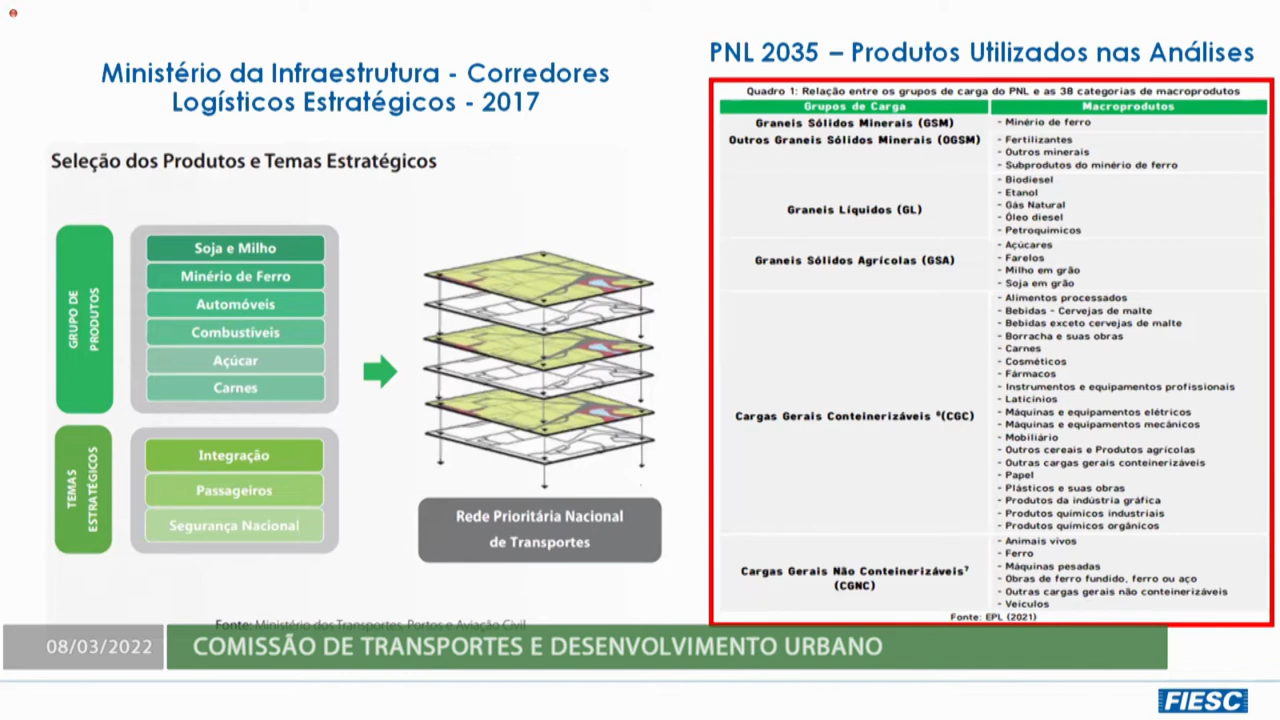 Ministério da Infraestrutura - Corredores
Logísticos Estratégicos - 2017
Seleção dos Produtos e Temas Estratégicos
GRUPO DE
PRODUTOS
Soja e Milho
Minério de Ferro
Automóveis
Combustíveis
Açúcar
Carnes
TEMAS
ESTRATÉGICOS
Integração
Passageiros
Segurança Nacional
Rede Prioritária Nacional
de Transportes
Fonte: Ministério dos Transportes, Portos e Aviação Civil
PNL 2035 – Produtos Utilizados nas Análises
Quadro 1: Relação entre os grupos de carga do PNL e as 38 categorias de macroprodutos
Grupos de Carga Macroprodutos
Graneis Sólidos Minerais (GSM) - Minério de ferro
Outros Graneis Sólidos Minerais (OGSM) - Fertilizantes
- Outros minerais
- Subprodutos do minério de ferro
Graneis Líquidos (GL)
- Biodiesel
- Etanol
- Gás Natural
- Óleo diesel
- Petroquímicos
Graneis Sólidos Agrícolas (GSA)
- Açúcares
- Farelos
- Milho em grão
- Soja em grão
Cargas Gerais Conteinerizáveis ⁶(CGC)
- Alimentos processados
- Bebidas - Cervejas de malte
- Bebidas exceto cervejas de malte
- Borracha e suas obras
- Carnes
- Cosméticos
- Fármacos
- Instrumentos e equipamentos profissionais
- Laticínios
- Máquinas e equipamentos elétricos
- Máquinas e equipamentos mecânicos
- Mobiliário
- Outros cereais e Produtos agrícolas
- Outras cargas gerais conteinerizáveis
- Papel
- Plásticos e suas obras
- Produtos da indústria gráfica
- Produtos químicos industriais
- Produtos químicos orgânicos
Cargas Gerais Não Conteinerizáveis⁷
(CGNC)
- Animais vivos
- Ferro
- Máquinas pesadas
- Obras de ferro fundido, ferro ou aço
- Outras cargas gerais não conteinerizáveis
- Veículos
Fonte: EPL (2021)
08/03/2022
COMISSÃO DE TRANSPORTES E DESENVOLVIMENTO URBANO
FIESC